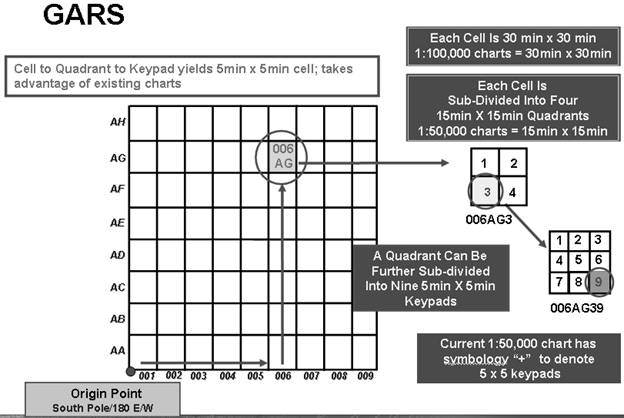 GARS
Cell to Quadrant to Keypad yields 5min x 5min cell; takes
advantage of existing charts
Each Cell Is 30 min x 30 min
1:100,000 charts = 30min x 30min
Each Cell Is
Sub-Divided Into Four
15min X 15min Quadrants
1:50,000 charts = 15min x 15min
AH
AG
AF
AE
AD
AC
AB
AA
006
AG
1 2
3 4
006AG3
1 2 3
4 5 6
7 8 9
006AG39
A Quadrant Can Be
Further Sub-divided
Into Nine 5min X 5min
Keypads
Current 1:50,000 chart has
symbology "+" to denote
5 x 5 keypads
001 002 003 004 005 006 007 008 009
Origin Point
South Pole/180 E/W